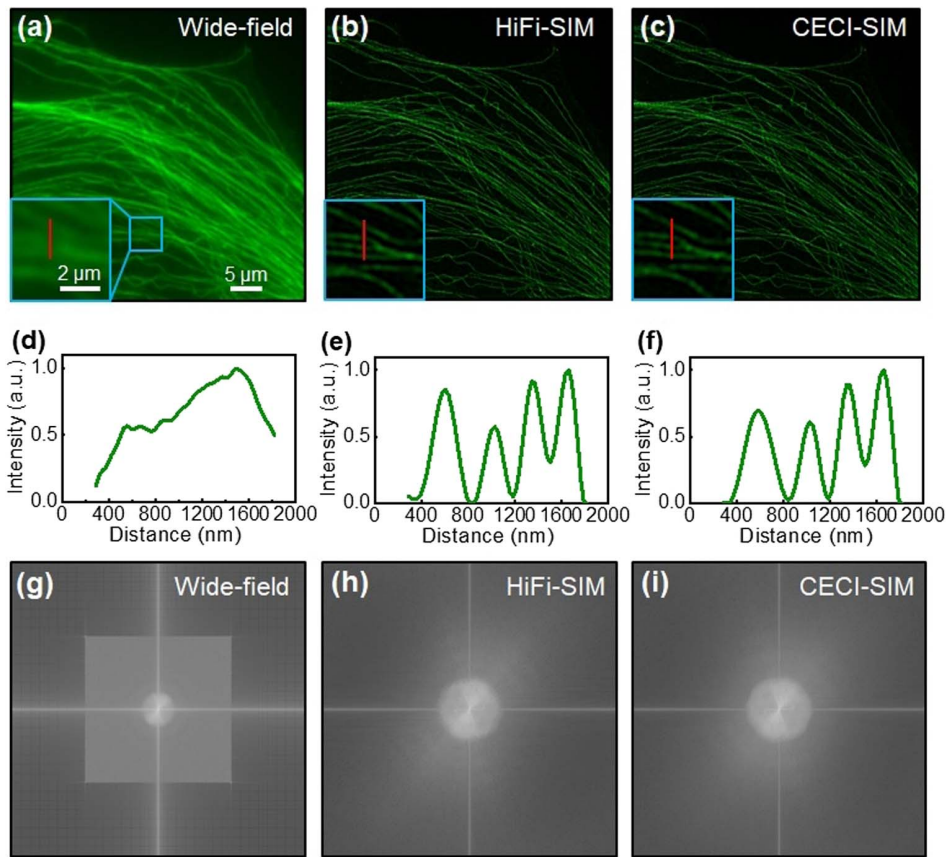 (a) Wide-field
(b) HiFi-SIM
(c) CECI-SIM
2 μm
5 μm
(d)
(e)
(f)
Intensity (a.u.)
1.0
0.5
0.0
0 400 800 1200 1600 2000
Distance (nm)
Intensity (a.u.)
1.0
0.5
0.0
0 400 800 1200 1600 2000
Distance (nm)
Intensity (a.u.)
1.0
0.5
0.0
0 400 800 1200 1600 2000
Distance (nm)
(g) Wide-field
(h) HiFi-SIM
(i) CECI-SIM